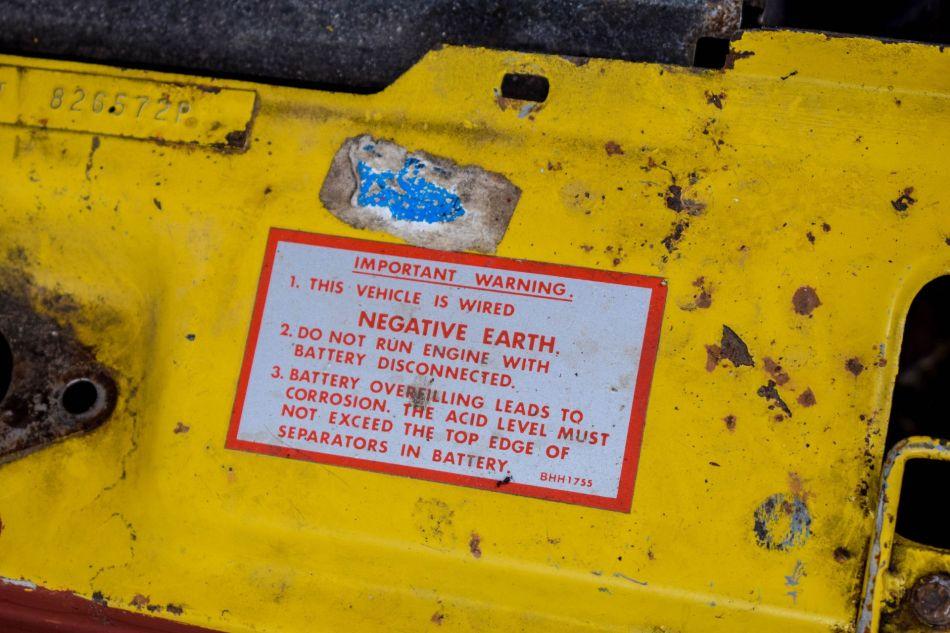 826572P
IMPORTANT WARNING.
1. THIS VEHICLE IS WIRED
NEGATIVE EARTH.
2. DO NOT RUN ENGINE WITH
BATTERY DISCONNECTED.
3. BATTERY OVERFILLING LEADS TO
CORROSION. THE ACID LEVEL MUST
NOT EXCEED THE TOP EDGE OF
SEPARATORS IN BATTERY.
BHH1755